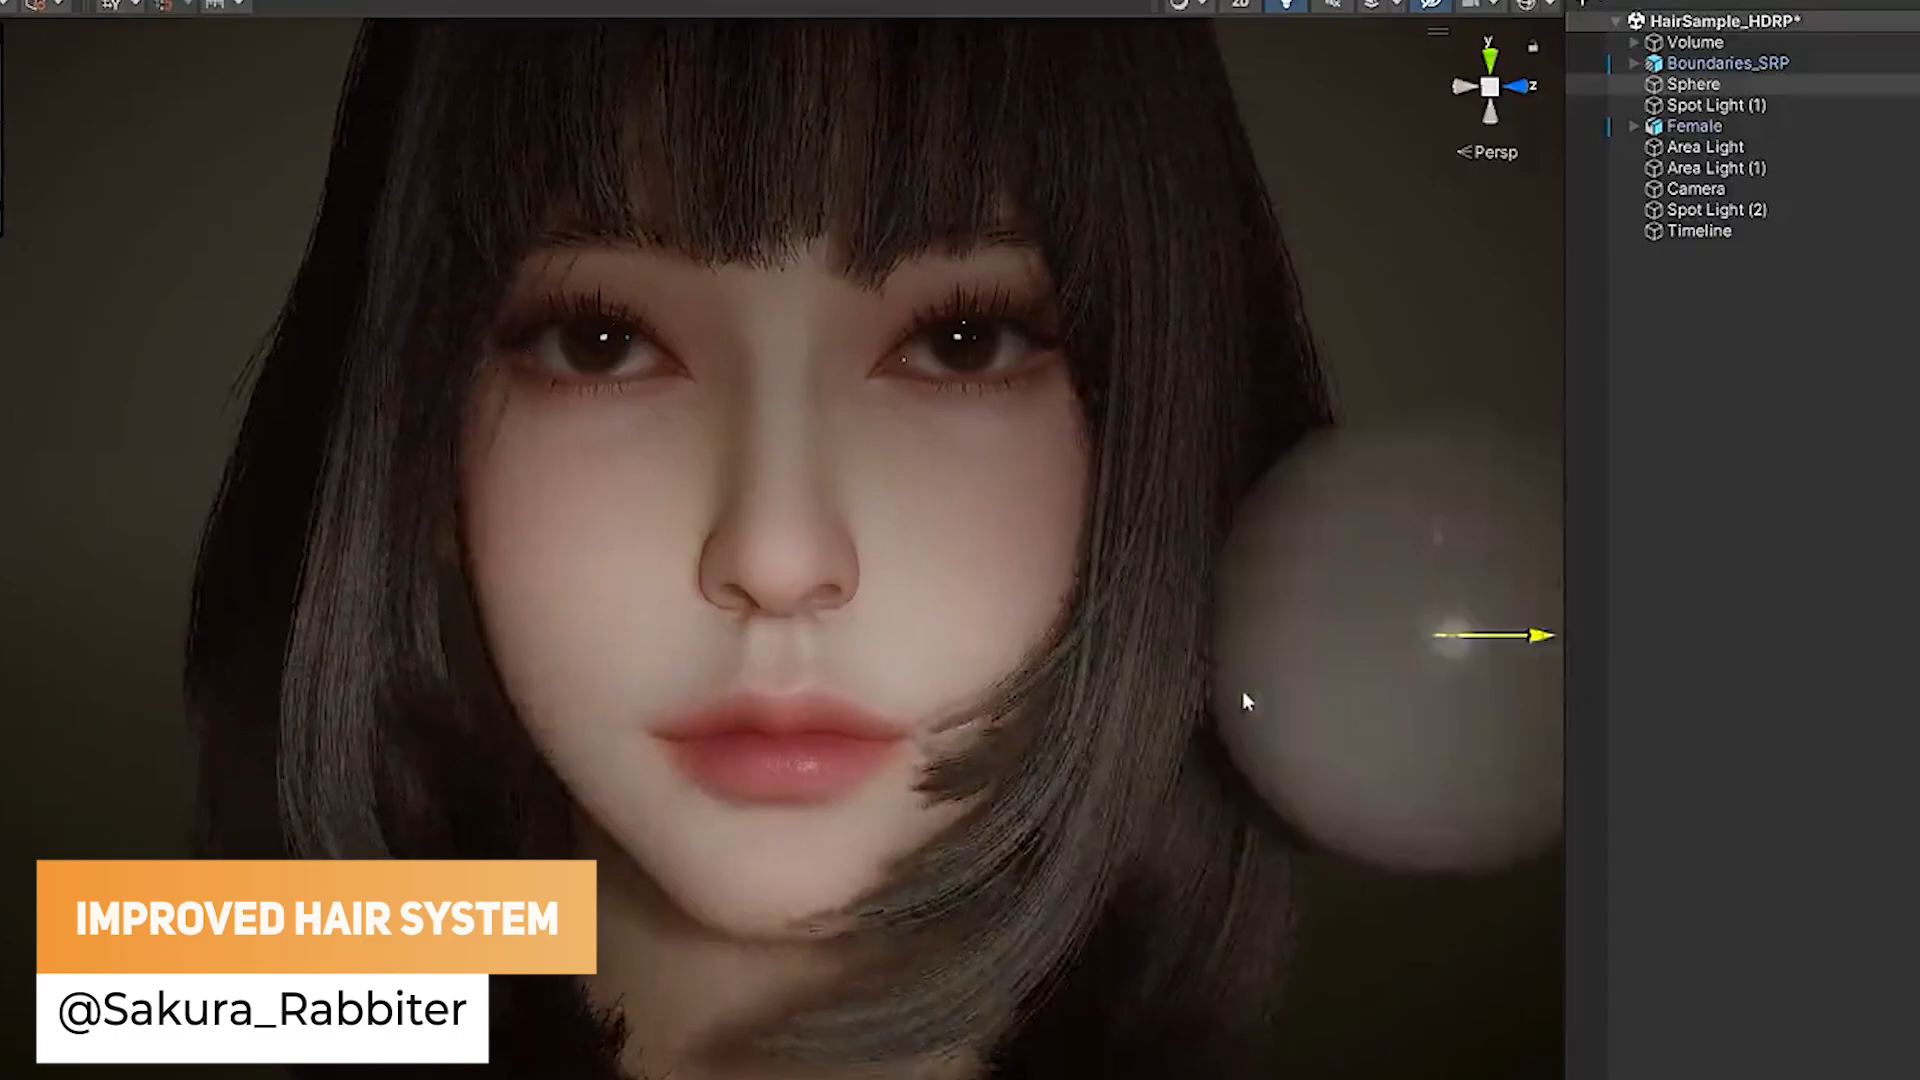 2D
HairSample_HDRP*
Volume
Boundaries_SRP
Sphere
Spot Light (1)
Female
Area Light
Area Light (1)
Camera
Spot Light (2)
Timeline
y
z
Persp
IMPROVED HAIR SYSTEM
@Sakura_Rabbiter